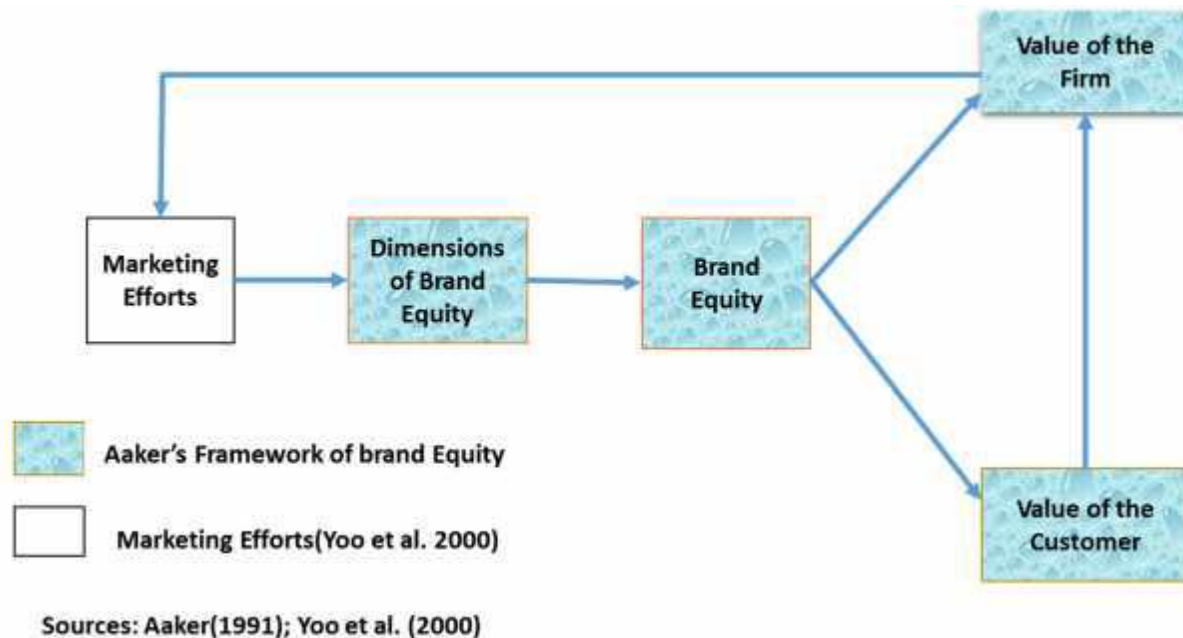 Value of the
Firm
Marketing
Efforts
Dimensions
of Brand
Equity
Brand
Equity
Aaker’s Framework of brand Equity
Value of the
Customer
Marketing Efforts(Yoo et al. 2000)
Sources: Aaker(1991); Yoo et al. (2000)